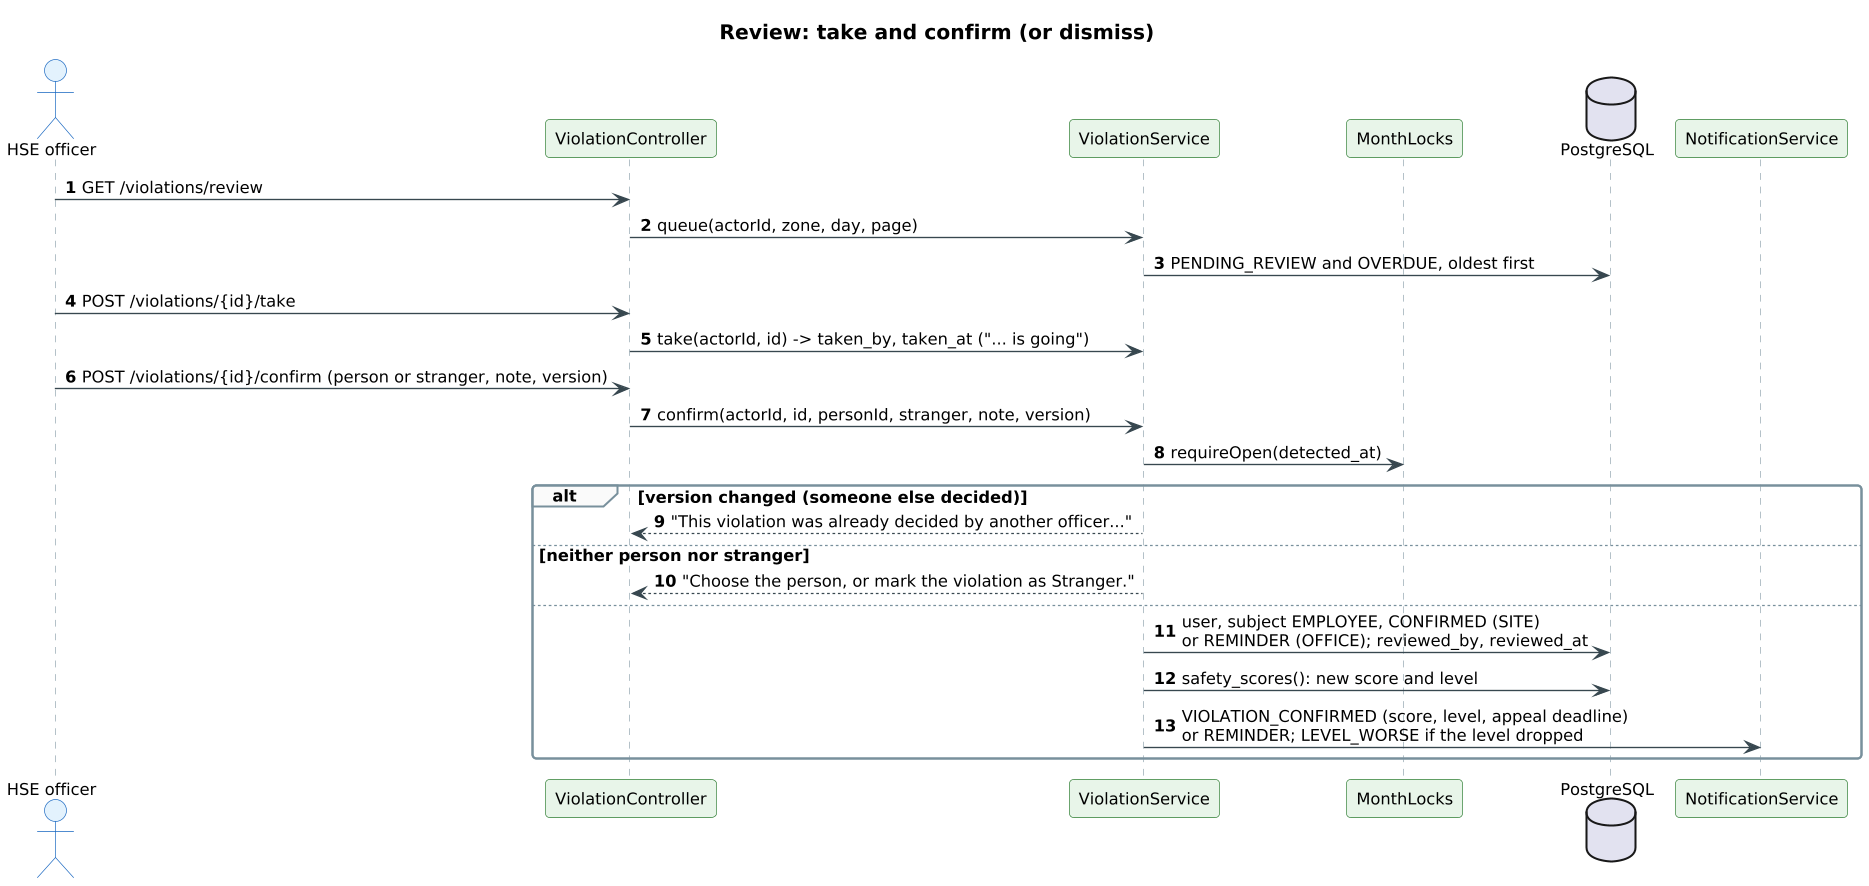 Review: take and confirm (or dismiss)
HSE officer
ViolationController
ViolationService
MonthLocks
PostgreSQL
NotificationService
1 GET /violations/review
2 queue(actorId, zone, day, page)
3 PENDING_REVIEW and OVERDUE, oldest first
4 POST /violations/{id}/take
5 take(actorId, id) -> taken_by, taken_at ("... is going")
6 POST /violations/{id}/confirm (person or stranger, note, version)
7 confirm(actorId, id, personId, stranger, note, version)
8 requireOpen(detected_at)
alt [version changed (someone else decided)]
9 "This violation was already decided by another officer..."
[neither person nor stranger]
10 "Choose the person, or mark the violation as Stranger."
11 user, subject EMPLOYEE, CONFIRMED (SITE)
or REMINDER (OFFICE); reviewed_by, reviewed_at
12 safety_scores(): new score and level
13 VIOLATION_CONFIRMED (score, level, appeal deadline)
or REMINDER; LEVEL_WORSE if the level dropped
HSE officer
ViolationController
ViolationService
MonthLocks
PostgreSQL
NotificationService